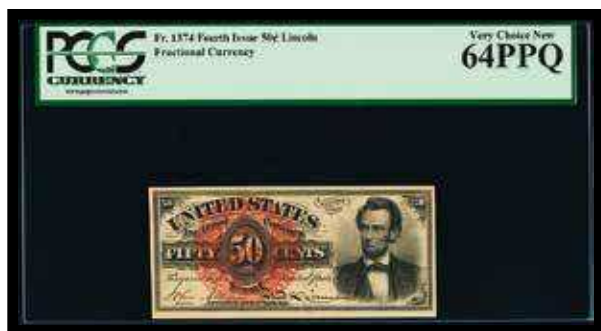 PCGS
CURRENCY
Fr. 1374 Fourth Issue 50¢ Lincoln
Fractional Currency
Very Choice New
64PPQ
UNITED STATES
FIFTY 50 CENTS